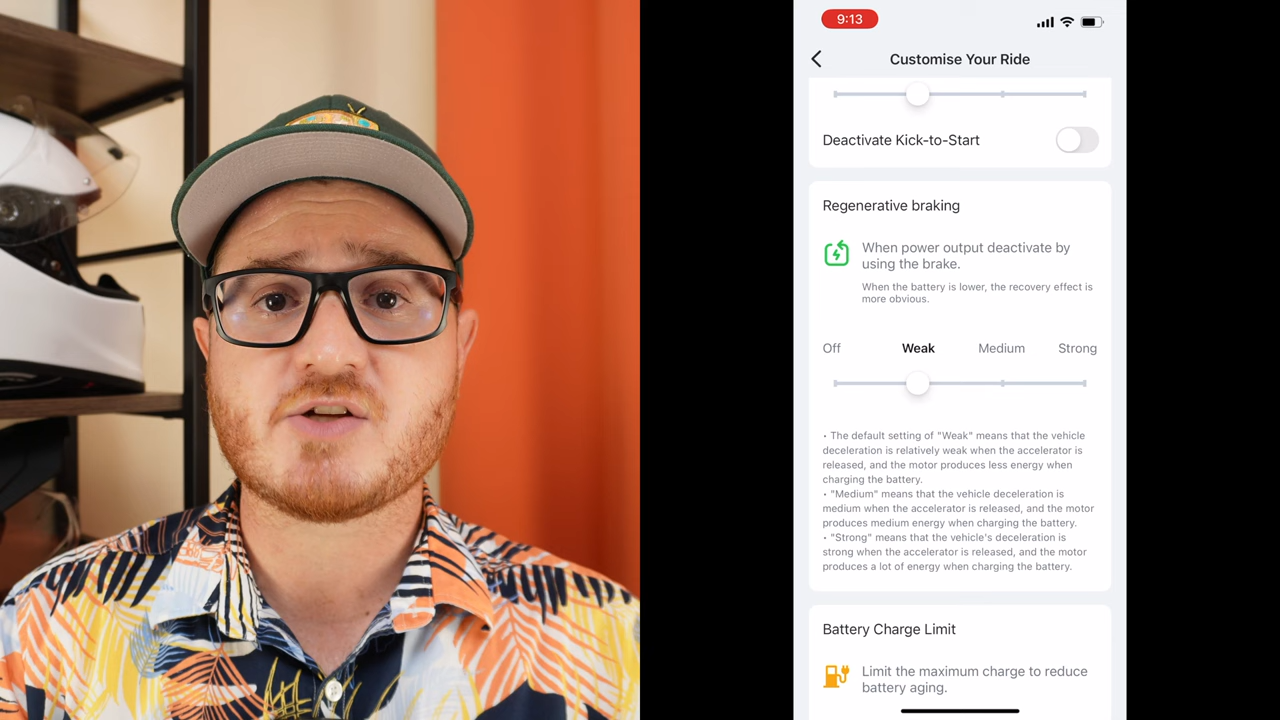 9:13
Customise Your Ride
Deactivate Kick-to-Start
Regenerative braking
When power output deactivate by
using the brake.
When the battery is lower, the recovery effect is
more obvious.
Off Weak Medium Strong
• The default setting of "Weak" means that the vehicle
deceleration is relatively weak when the accelerator is
released, and the motor produces less energy when
charging the battery.
• "Medium" means that the vehicle deceleration is
medium when the accelerator is released, and the motor
produces medium energy when charging the battery.
• "Strong" means that the vehicle's deceleration is
strong when the accelerator is released, and the motor
produces a lot of energy when charging the battery.
Battery Charge Limit
Limit the maximum charge to reduce
battery aging.